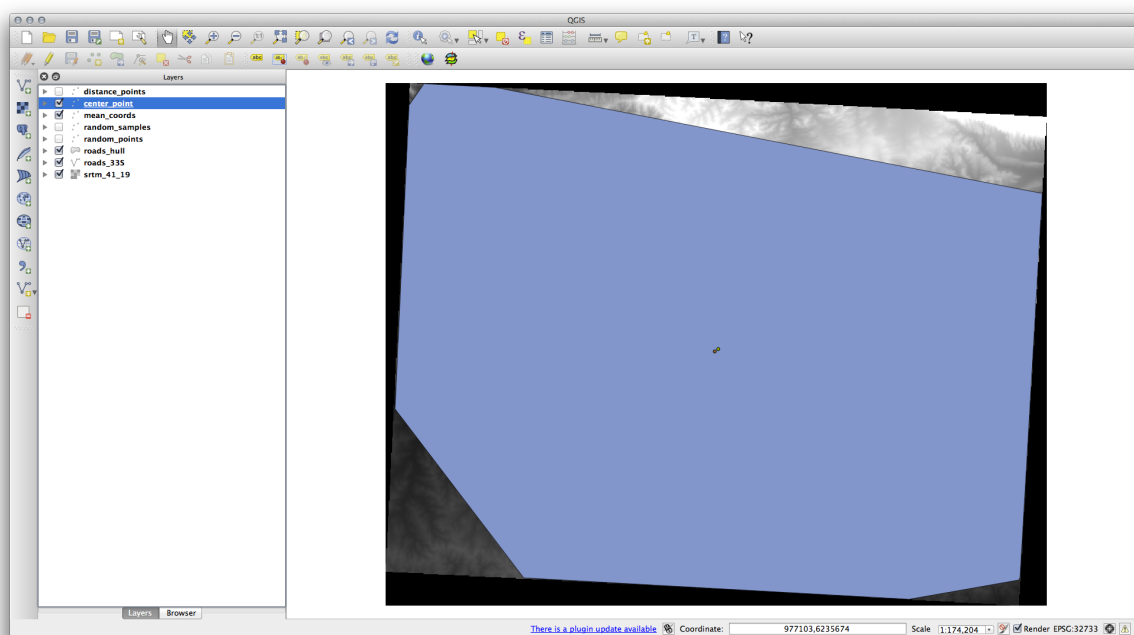 QGIS
Layers
distance_points
center_point
mean_coords
random_samples
random_points
roads_hull
roads_33S
srtm_41_19
Layers Browser
There is a plugin update available Coordinate: 977103,6235674 Scale 1:174,204 Render EPSG:32733